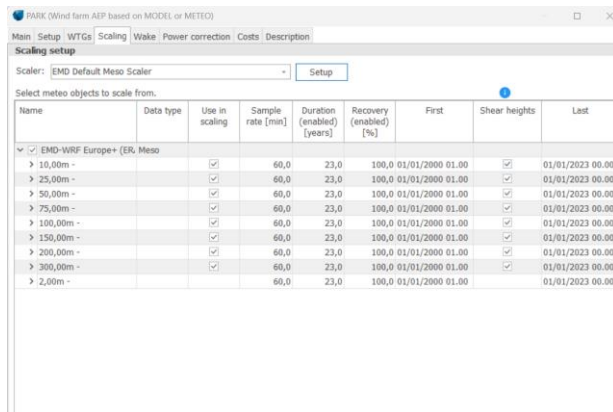 PARK (Wind farm AEP based on MODEL or METEO)
Main Setup WTGs Scaling Wake Power correction Costs Description
Scaling setup
Scaler: EMD Default Meso Scaler Setup
Select meteo objects to scale from.
Name Data type Use in scaling Sample rate [min] Duration (enabled) [years] Recovery (enabled) [%] First Shear heights Last
EMD-WRF Europe+ (ER. Meso
10,00m - 60,0 23,0 100,0 01/01/2000 01.00 01/01/2023 00.00
25,00m - 60,0 23,0 100,0 01/01/2000 01.00 01/01/2023 00.00
50,00m - 60,0 23,0 100,0 01/01/2000 01.00 01/01/2023 00.00
75,00m - 60,0 23,0 100,0 01/01/2000 01.00 01/01/2023 00.00
100,00m - 60,0 23,0 100,0 01/01/2000 01.00 01/01/2023 00.00
150,00m - 60,0 23,0 100,0 01/01/2000 01.00 01/01/2023 00.00
200,00m - 60,0 23,0 100,0 01/01/2000 01.00 01/01/2023 00.00
300,00m - 60,0 23,0 100,0 01/01/2000 01.00 01/01/2023 00.00
2,00m - 60,0 23,0 100,0 01/01/2000 01.00 01/01/2023 00.00